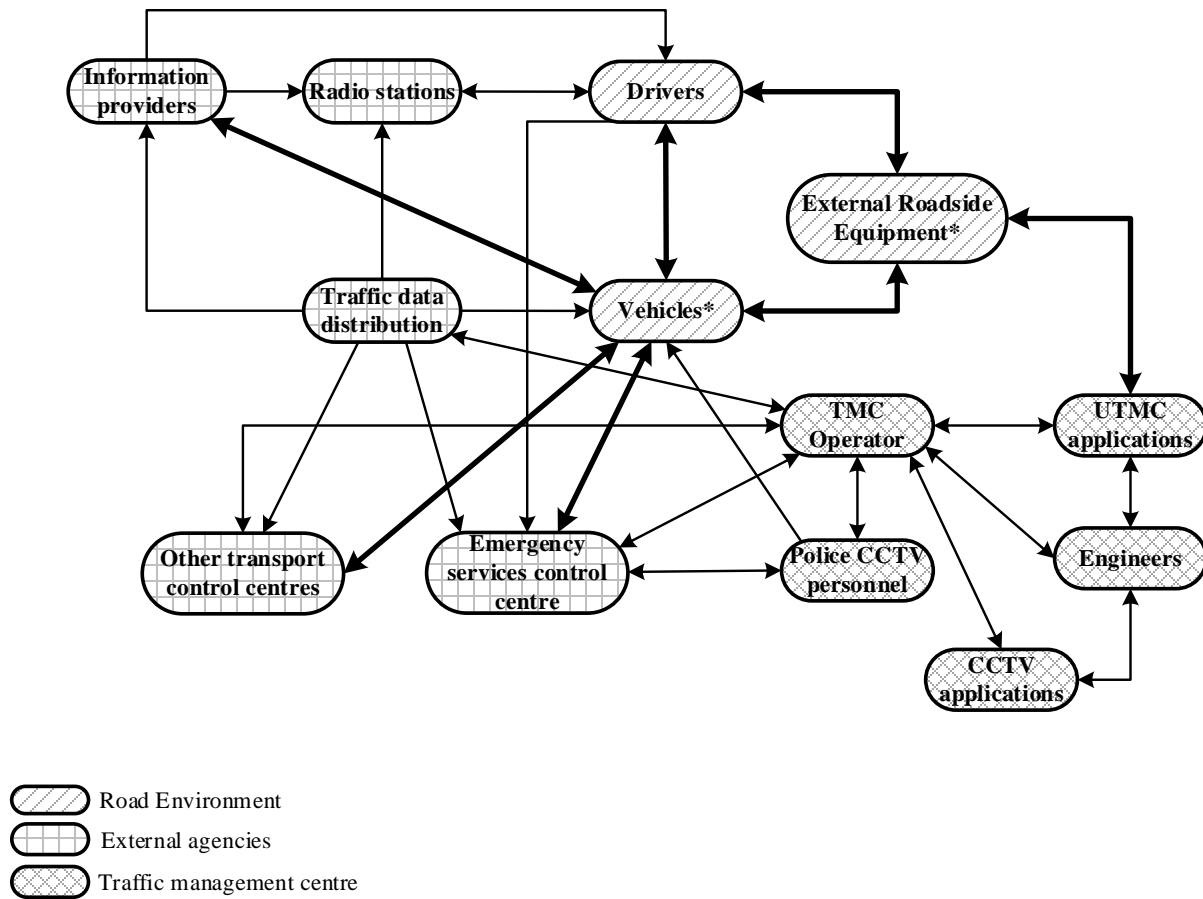 Information
providers
Radio stations
Drivers
External Roadside
Equipment*
Traffic data
distribution
Vehicles*
TMC
Operator
UTMC
applications
Other transport
control centres
Emergency
services control
centre
Police CCTV
personnel
Engineers
CCTV
applications
Road Environment
External agencies
Traffic management centre